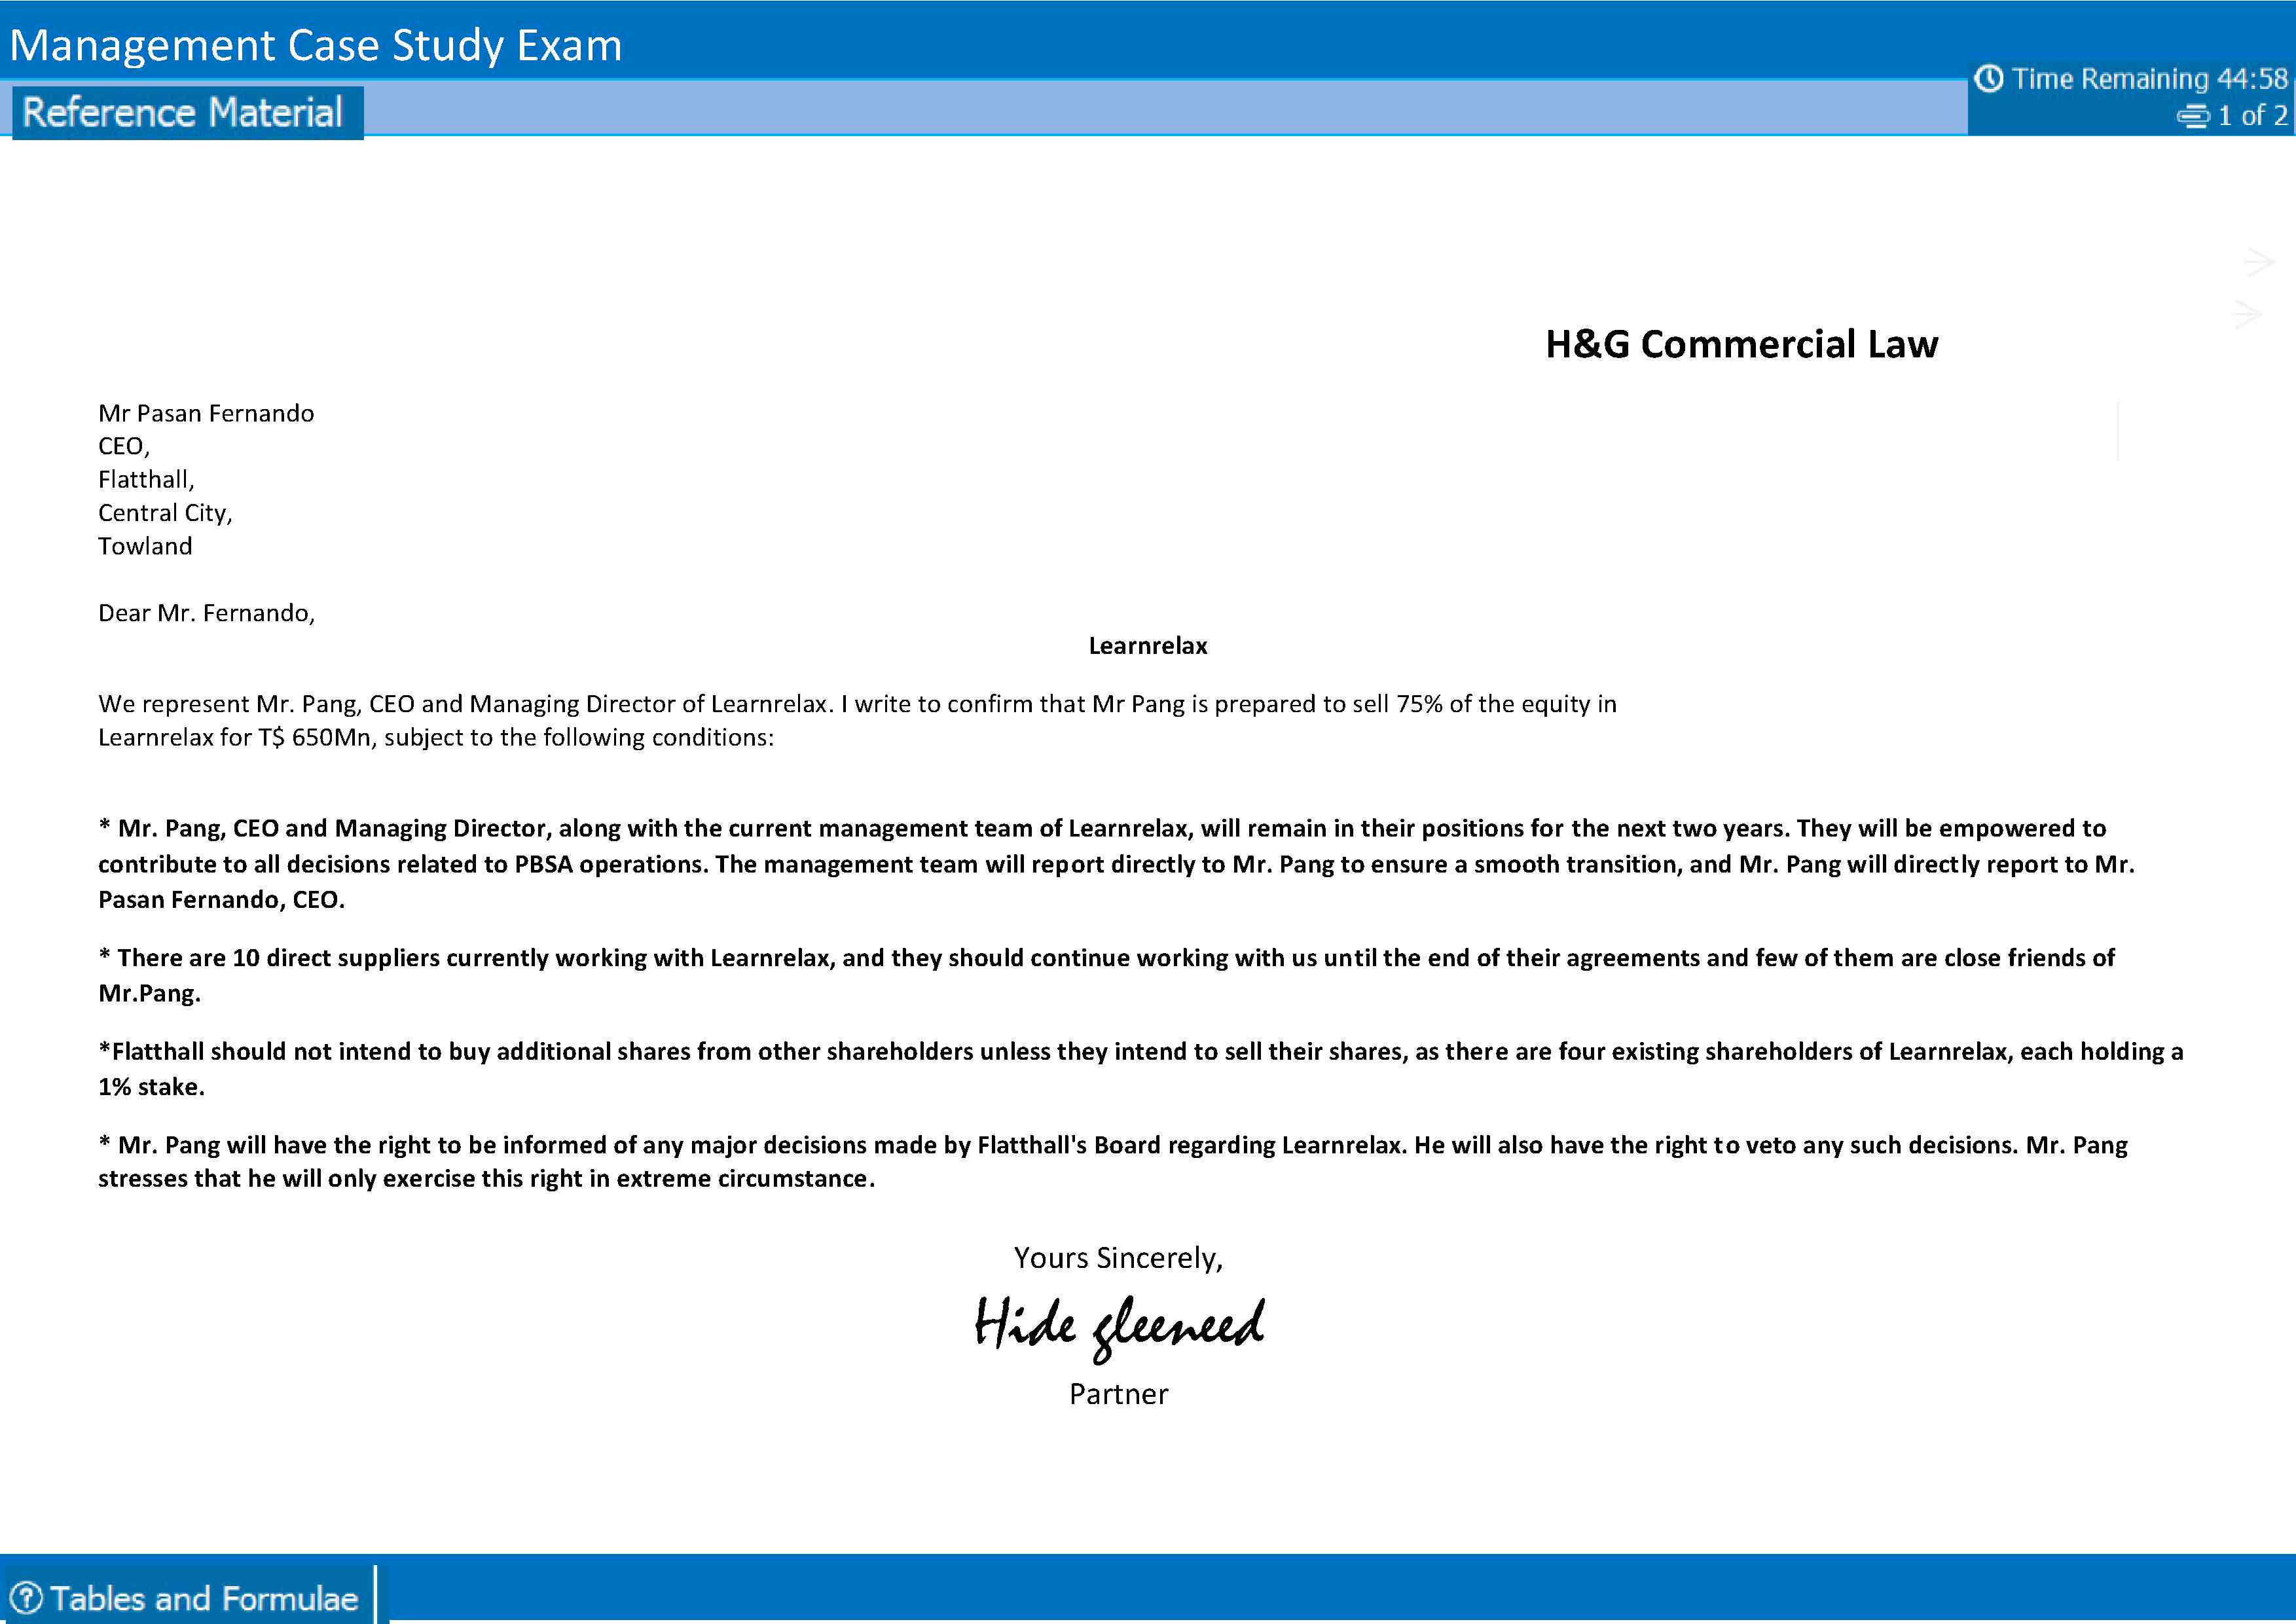 Management Case Study Exam
Time Remaining 44:58
Reference Material
1 of 2
H&G Commercial Law
Mr Pasan Fernando
CEO,
Flatthall,
Central City,
Towland
Dear Mr. Fernando,
Learnrelax
We represent Mr. Pang, CEO and Managing Director of Learnrelax. I write to confirm that Mr Pang is prepared to sell 75% of the equity in
Learnrelax for T$ 650Mn, subject to the following conditions:
* Mr. Pang, CEO and Managing Director, along with the current management team of Learnrelax, will remain in their positions for the next two years. They will be empowered to
contribute to all decisions related to PBSA operations. The management team will report directly to Mr. Pang to ensure a smooth transition, and Mr. Pang will directly report to Mr.
Pasan Fernando, CEO.
* There are 10 direct suppliers currently working with Learnrelax, and they should continue working with us until the end of their agreements and few of them are close friends of
Mr.Pang.
*Flatthall should not intend to buy additional shares from other shareholders unless they intend to sell their shares, as there are four existing shareholders of Learnrelax, each holding a
1% stake.
* Mr. Pang will have the right to be informed of any major decisions made by Flatthall's Board regarding Learnrelax. He will also have the right to veto any such decisions. Mr. Pang
stresses that he will only exercise this right in extreme circumstance.
Yours Sincerely,
Hide gleeneed
Partner
Tables and Formulae